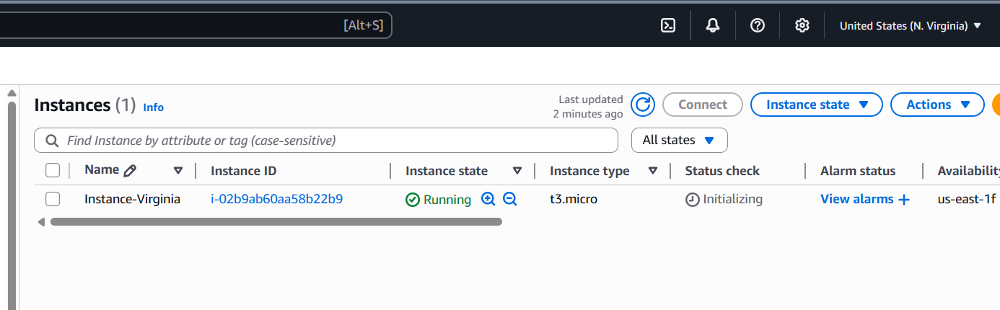 [Alt+S]
United States (N. Virginia)
Instances (1) Info
Last updated
2 minutes ago
Connect
Instance state
Actions
Find Instance by attribute or tag (case-sensitive)
All states
Name Instance ID Instance state Instance type Status check Alarm status Availability
Instance-Virginia i-02b9ab60aa58b22b9 Running t3.micro Initializing View alarms + us-east-1f